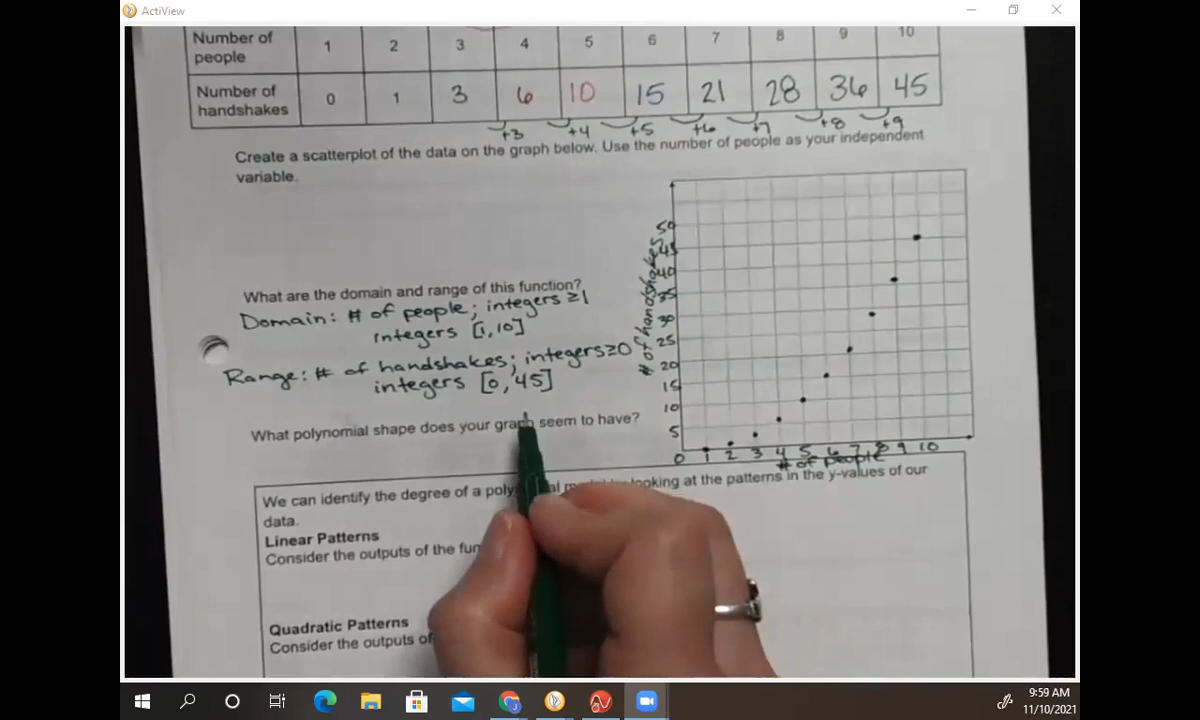 ActiView
Number of people 1 2 3 4 5 6 7 8 9 10
Number of handshakes 0 1 3 6 10 15 21 28 36 45
+3 +4 +5 +6 +7 +8 +9
Create a scatterplot of the data on the graph below. Use the number of people as your independent
variable.
50
45
40
35
30
25
20
15
10
5
0 1 2 3 4 5 6 7 8 9 10
# of handshakes
# of people
What are the domain and range of this function?
Domain: # of people; integers ≥1
integers [1,10]
Range: # of handshakes; integers ≥0
integers [0, 45]
What polynomial shape does your graph seem to have?
We can identify the degree of a looking at the patterns in the y-values of our
data.
Linear Patterns
Consider the outputs of the
Quadratic Patterns
Consider the outputs of
9:59 AM
11/10/2021